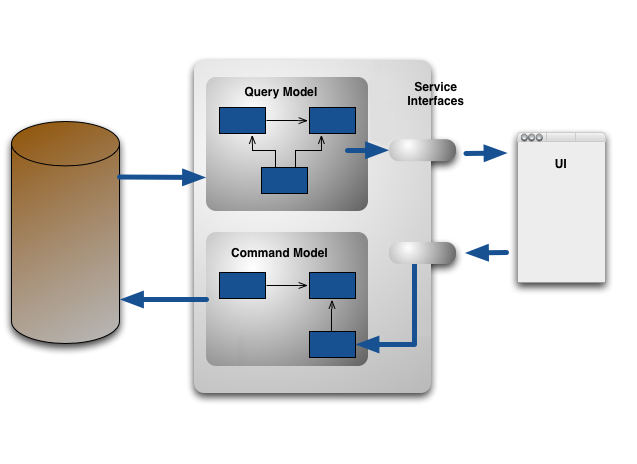 Query Model
Service
Interfaces
UI
Command Model